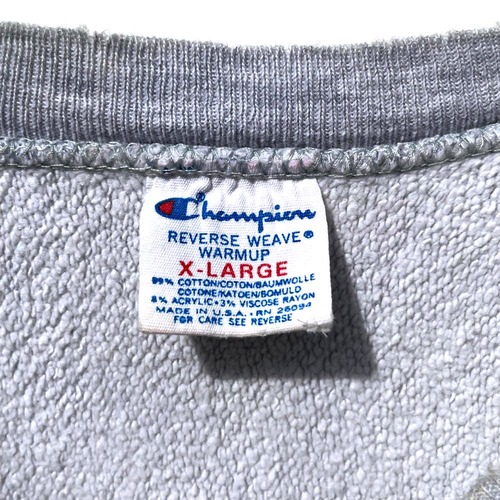 Champion
REVERSE WEAVE®
WARMUP
X-LARGE
89% COTTON/COTON/BAUMWOLLE
COTONE/KATOEN/BOMULD
8% ACRYLIC•3% VISCOSE RAYON
MADE IN U.S.A.•RN 26094
FOR CARE SEE REVERSE